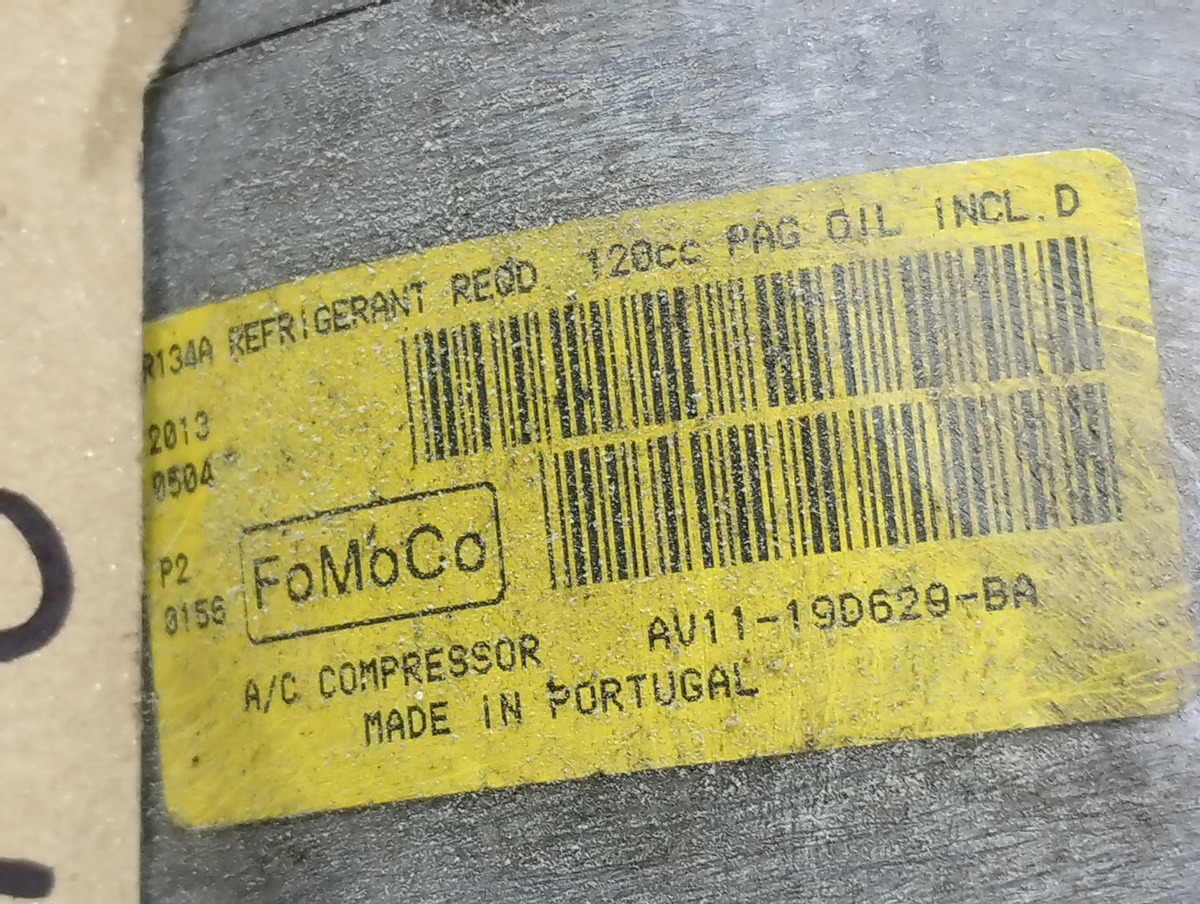 R134A REFRIGERANT REQD. 120cc PAG OIL INCL.D
2013
0504
P2
0156
FoMoCo
A/C COMPRESSOR
AV11-19D629-BA
MADE IN PORTUGAL